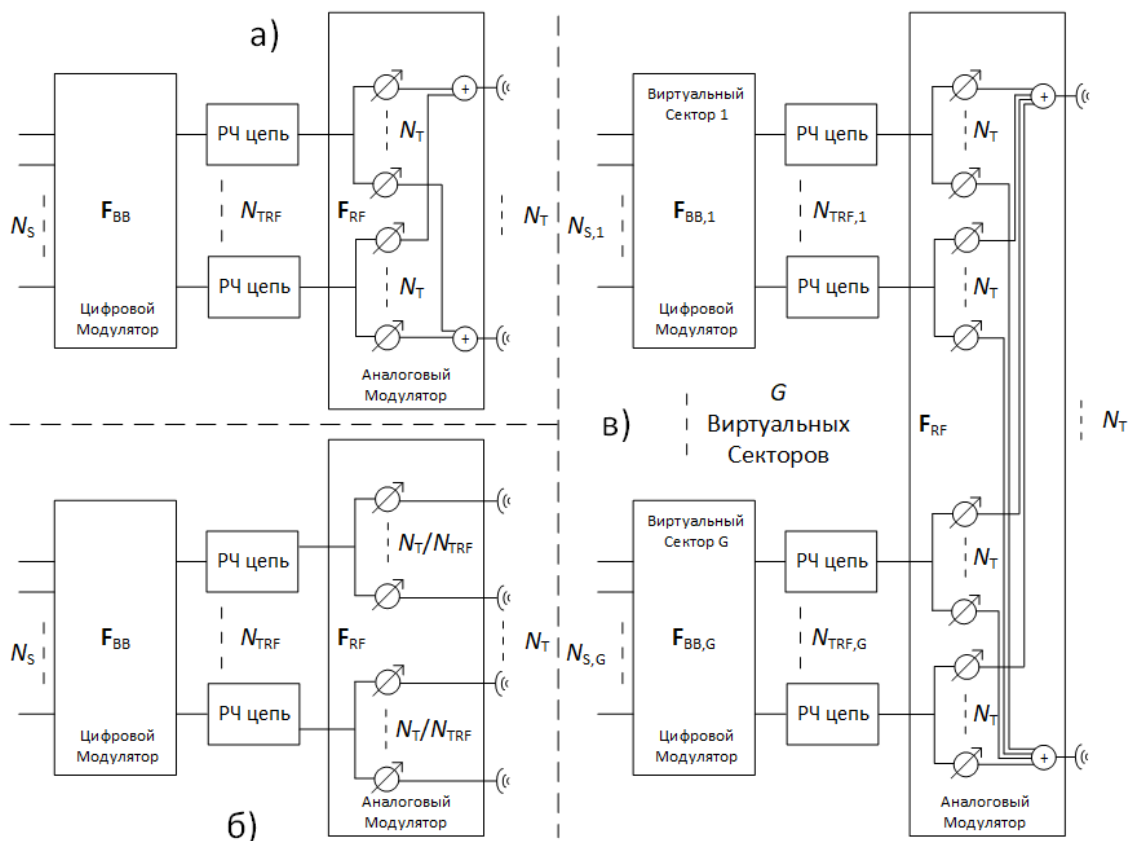 а)
N_S
F_BB
Цифровой
Модулятор
РЧ цепь
N_TRF
РЧ цепь
F_RF
N_T
N_T
+
+
Аналоговый
Модулятор
N_T
б)
N_S
F_BB
Цифровой
Модулятор
РЧ цепь
N_TRF
РЧ цепь
F_RF
N_T/N_TRF
N_T/N_TRF
Аналоговый
Модулятор
N_T
в)
N_S,1
Виртуальный
Сектор 1
F_BB,1
Цифровой
Модулятор
РЧ цепь
N_TRF,1
РЧ цепь
N_T
N_T
+
G
Виртуальных
Секторов
F_RF
N_T
N_S,G
Виртуальный
Сектор G
F_BB,G
Цифровой
Модулятор
РЧ цепь
N_TRF,G
РЧ цепь
N_T
N_T
+
Аналоговый
Модулятор